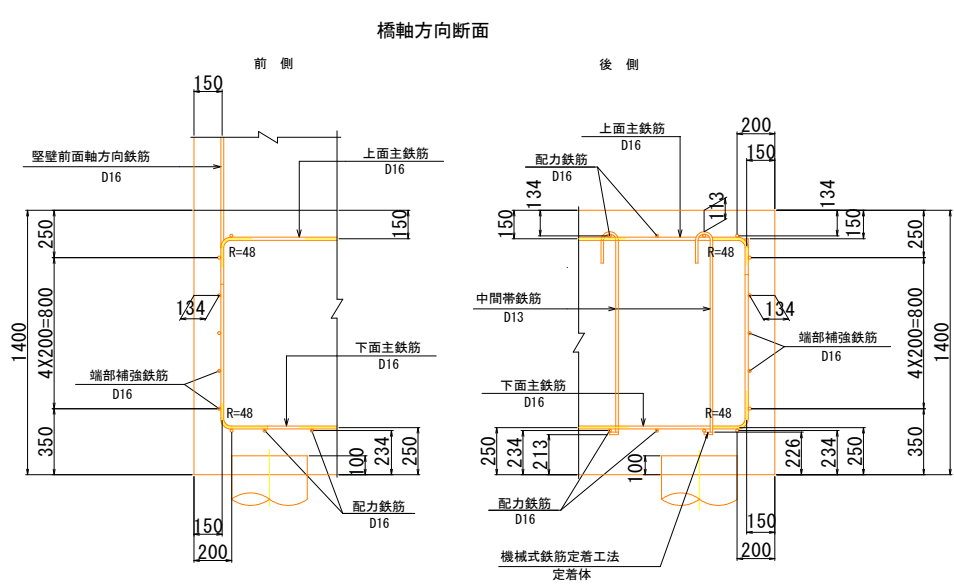 橋軸方向断面
前 側
後 側
150
竪壁前面軸方向鉄筋
D16
上面主鉄筋
D16
150
250
R=48
134
1400
4X200=800
下面主鉄筋
D16
端部補強鉄筋
D16
R=48
350
100
234
250
配力鉄筋
D16
150
200
上面主鉄筋
D16
200
150
配力鉄筋
D16
134
113
134
150
150
250
R=48
中間帯鉄筋
D13
134
4X200=800
1400
端部補強鉄筋
D16
下面主鉄筋
D16
R=48
250
234
213
100
226
234
250
350
配力鉄筋
D16
150
200
機械式鉄筋定着工法
定着体